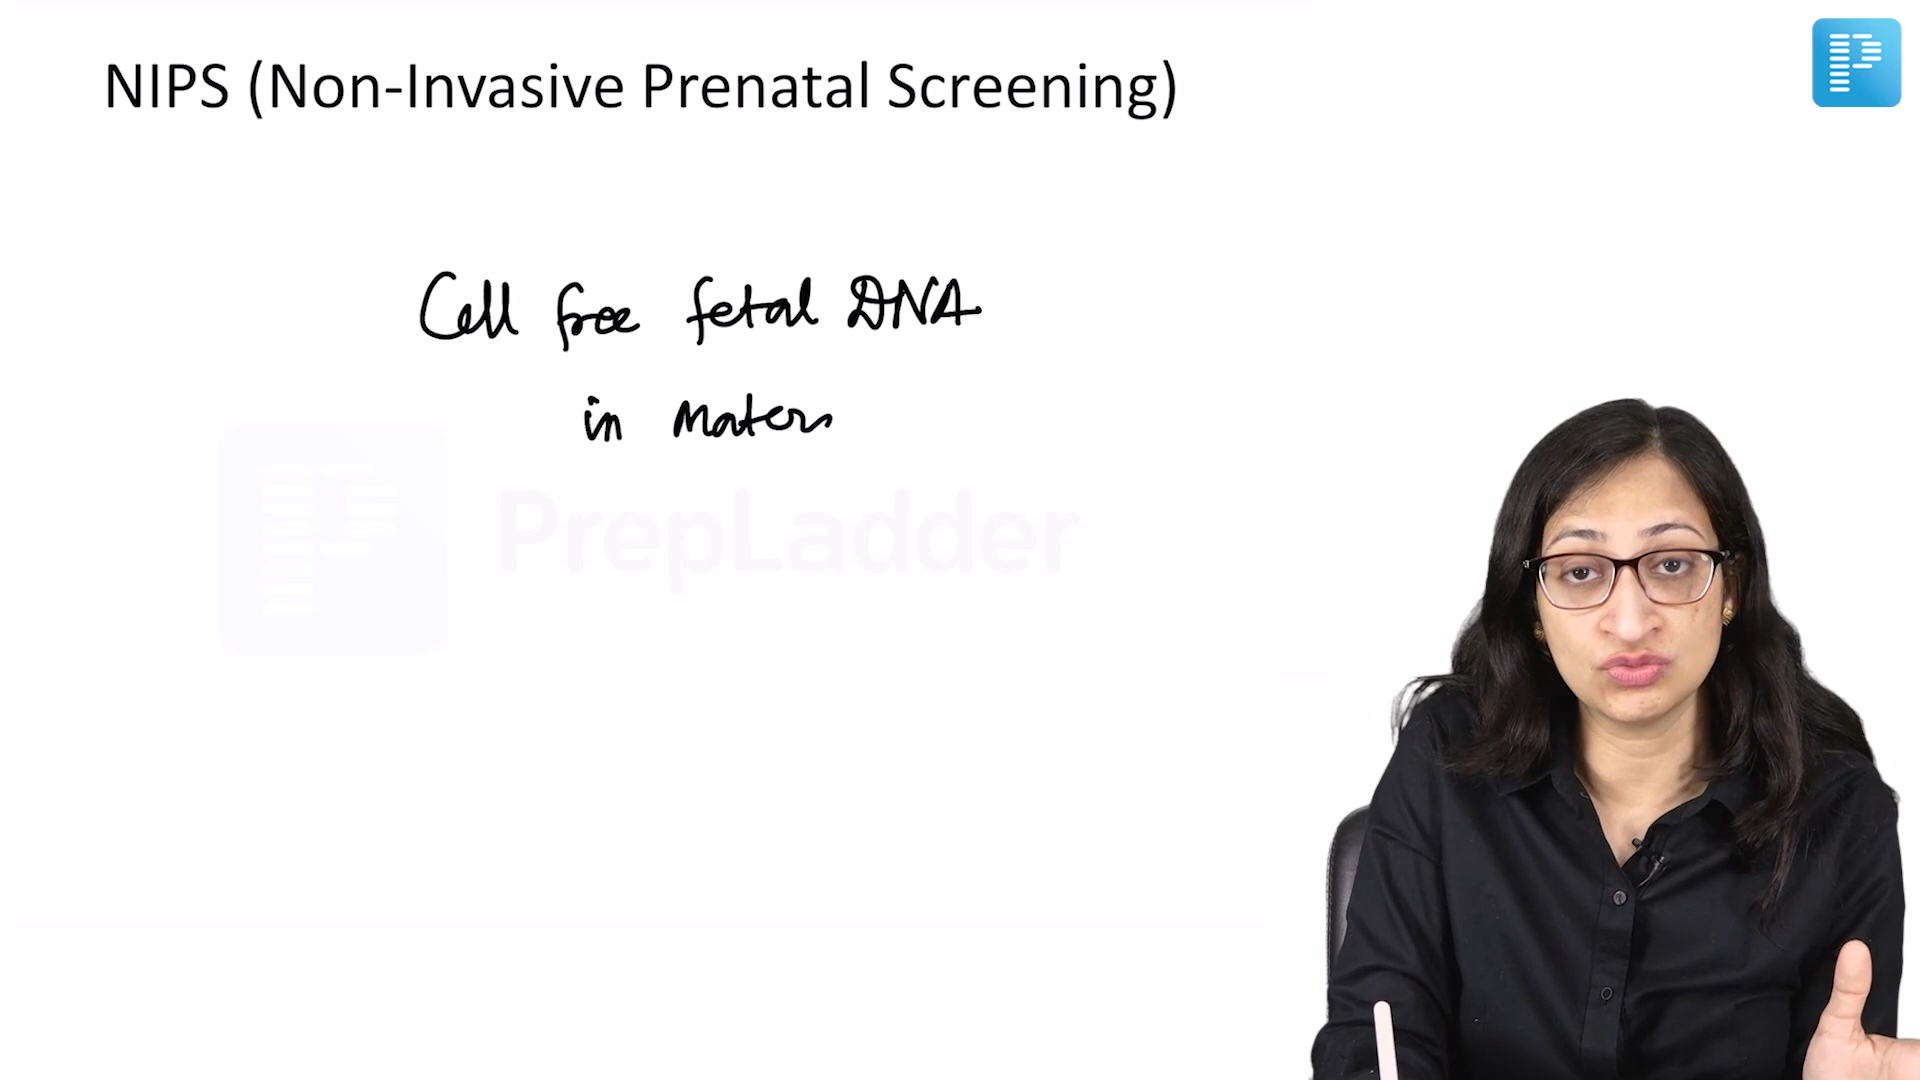 NIPS (Non-Invasive Prenatal Screening)
Cell free fetal DNA
in matern
PrepLadder